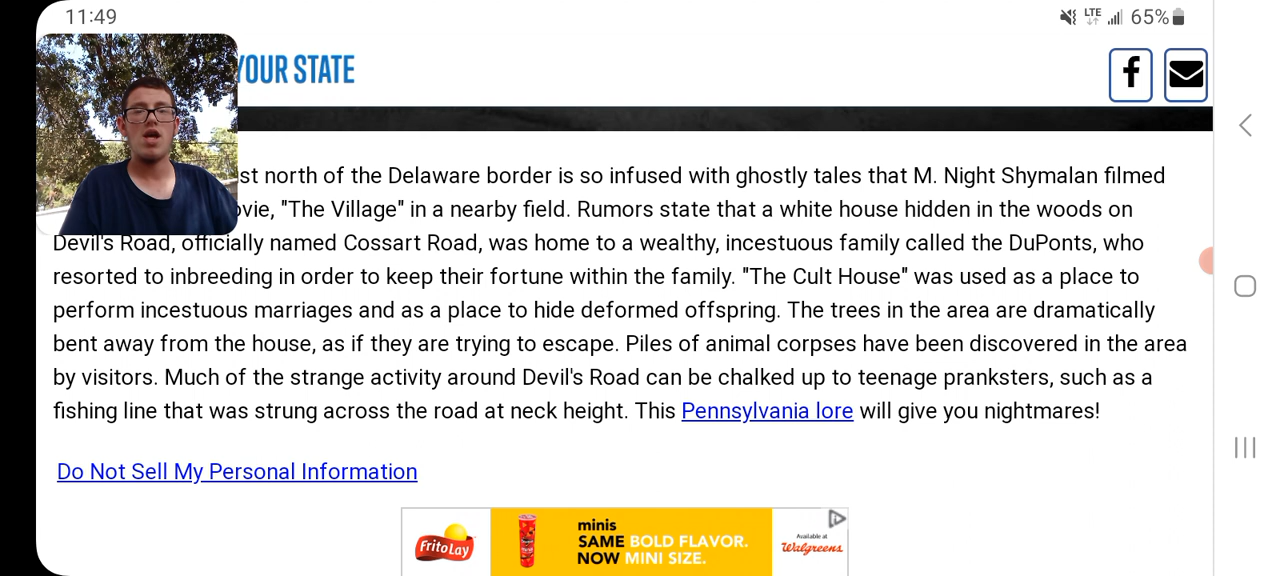 11:49
LTE
65%
YOUR STATE
st north of the Delaware border is so infused with ghostly tales that M. Night Shymalan filmed
ovie, "The Village" in a nearby field. Rumors state that a white house hidden in the woods on
Devil's Road, officially named Cossart Road, was home to a wealthy, incestuous family called the DuPonts, who
resorted to inbreeding in order to keep their fortune within the family. "The Cult House" was used as a place to
perform incestuous marriages and as a place to hide deformed offspring. The trees in the area are dramatically
bent away from the house, as if they are trying to escape. Piles of animal corpses have been discovered in the area
by visitors. Much of the strange activity around Devil's Road can be chalked up to teenage pranksters, such as a
fishing line that was strung across the road at neck height. This Pennsylvania lore will give you nightmares!
Do Not Sell My Personal Information
FritoLay
minis
SAME BOLD FLAVOR.
NOW MINI SIZE.
Available at
Walgreens